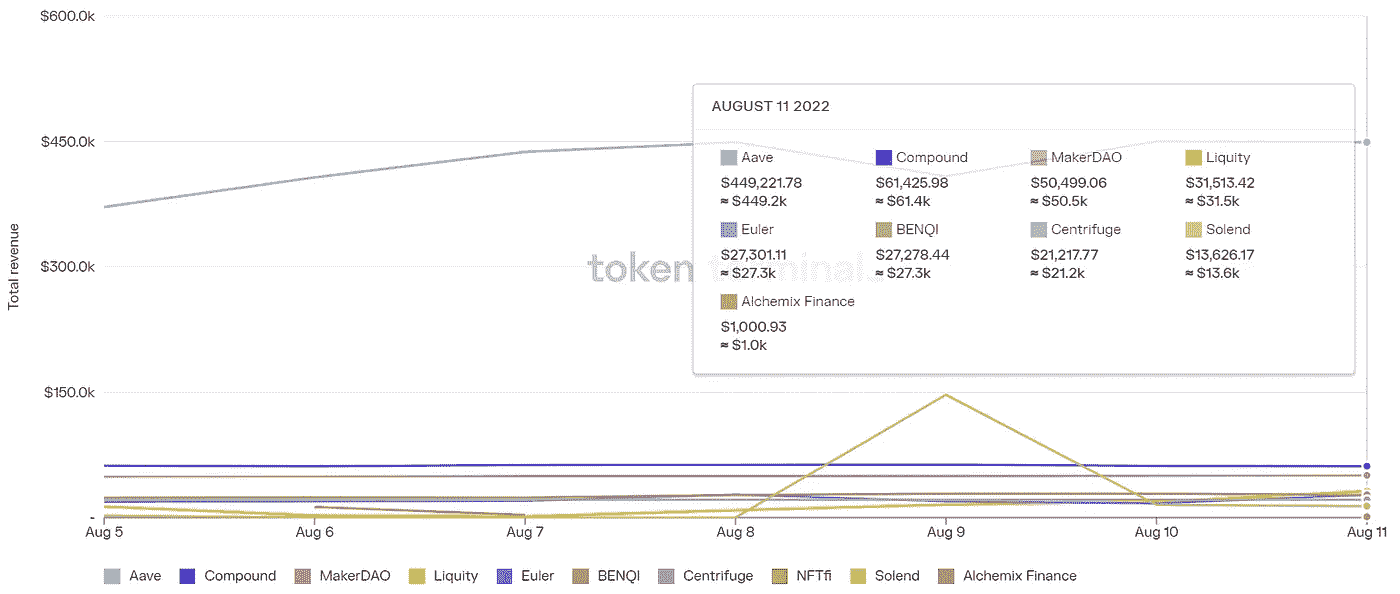 $600.0k
$450.0k
$300.0k
$150.0k
-
Total revenue
token terminal
AUGUST 11 2022
Aave Compound MakerDAO Liquity
$449,221.78 $61,425.98 $50,499.06 $31,513.42
≈ $449.2k ≈ $61.4k ≈ $50.5k ≈ $31.5k
Euler BENQI Centrifuge Solend
$27,301.11 $27,278.44 $21,217.77 $13,626.17
≈ $27.3k ≈ $27.3k ≈ $21.2k ≈ $13.6k
Alchemix Finance
$1,000.93
≈ $1.0k
Aug 5 Aug 6 Aug 7 Aug 8 Aug 9 Aug 10 Aug 11
Aave Compound MakerDAO Liquity Euler BENQI Centrifuge NFTfi Solend Alchemix Finance